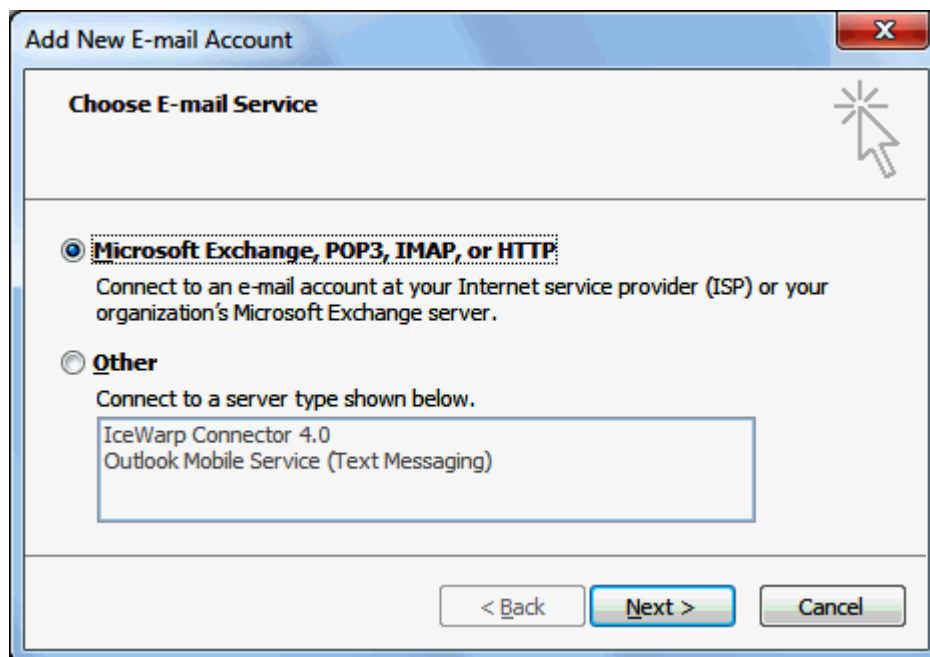 Add New E-mail Account
Choose E-mail Service
Microsoft Exchange, POP3, IMAP, or HTTP
Connect to an e-mail account at your Internet service provider (ISP) or your
organization's Microsoft Exchange server.
Other
Connect to a server type shown below.
IceWarp Connector 4.0
Outlook Mobile Service (Text Messaging)
< Back Next > Cancel